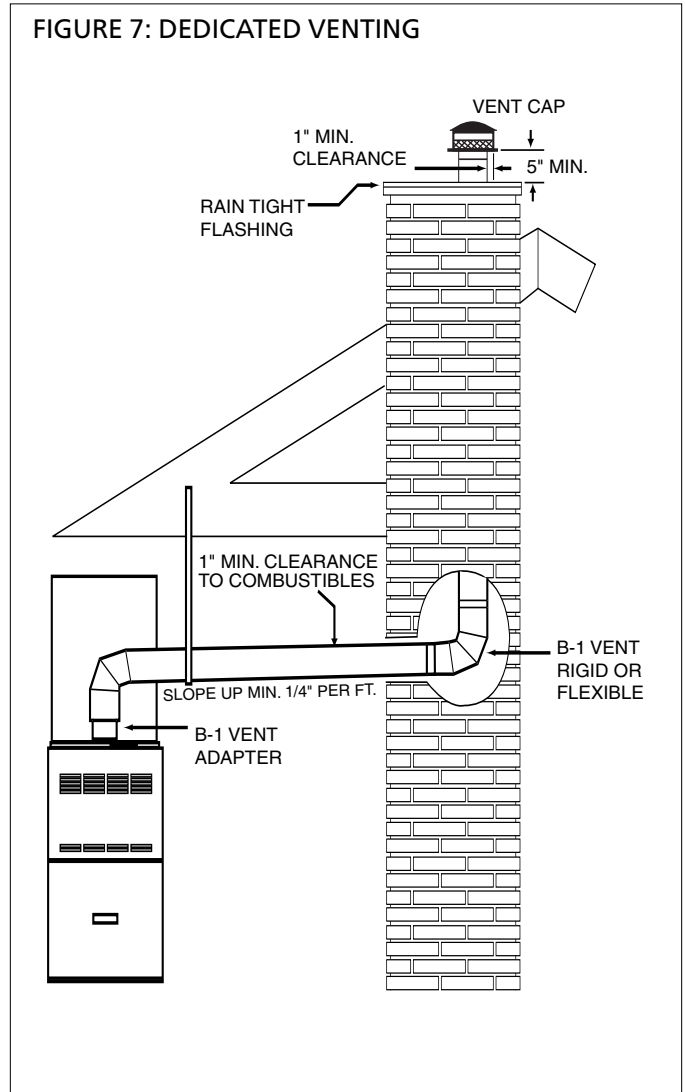 FIGURE 7: DEDICATED VENTING
VENT CAP
1" MIN.
CLEARANCE
5" MIN.
RAIN TIGHT
FLASHING
1" MIN. CLEARANCE
TO COMBUSTIBLES
B-1 VENT
RIGID OR
FLEXIBLE
SLOPE UP MIN. 1/4" PER FT.
B-1 VENT
ADAPTER